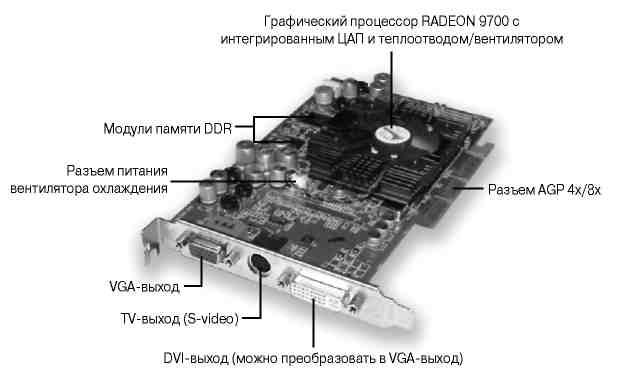 Графический процессор RADEON 9700 с
интегрированным ЦАП и теплоотводом/вентилятором
Модули памяти DDR
Разъем питания
вентилятора охлаждения
Разъем AGP 4x/8x
VGA-выход
TV-выход (S-video)
DVI-выход (можно преобразовать в VGA-выход)